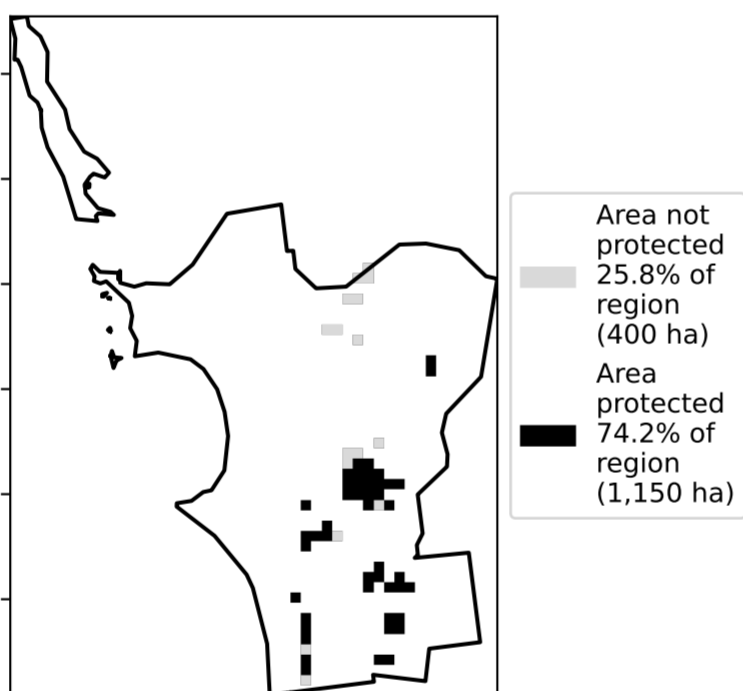 Area not
protected
25.8% of
region
(400 ha)
Area
protected
74.2% of
region
(1,150 ha)